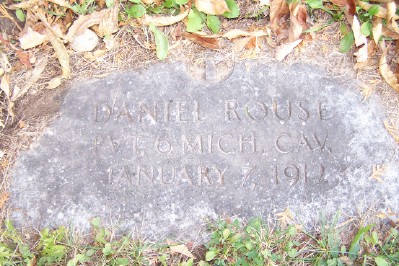 DANIEL ROUSE
PVT. 6 MICH. CAV.
JANUARY 7, 1912